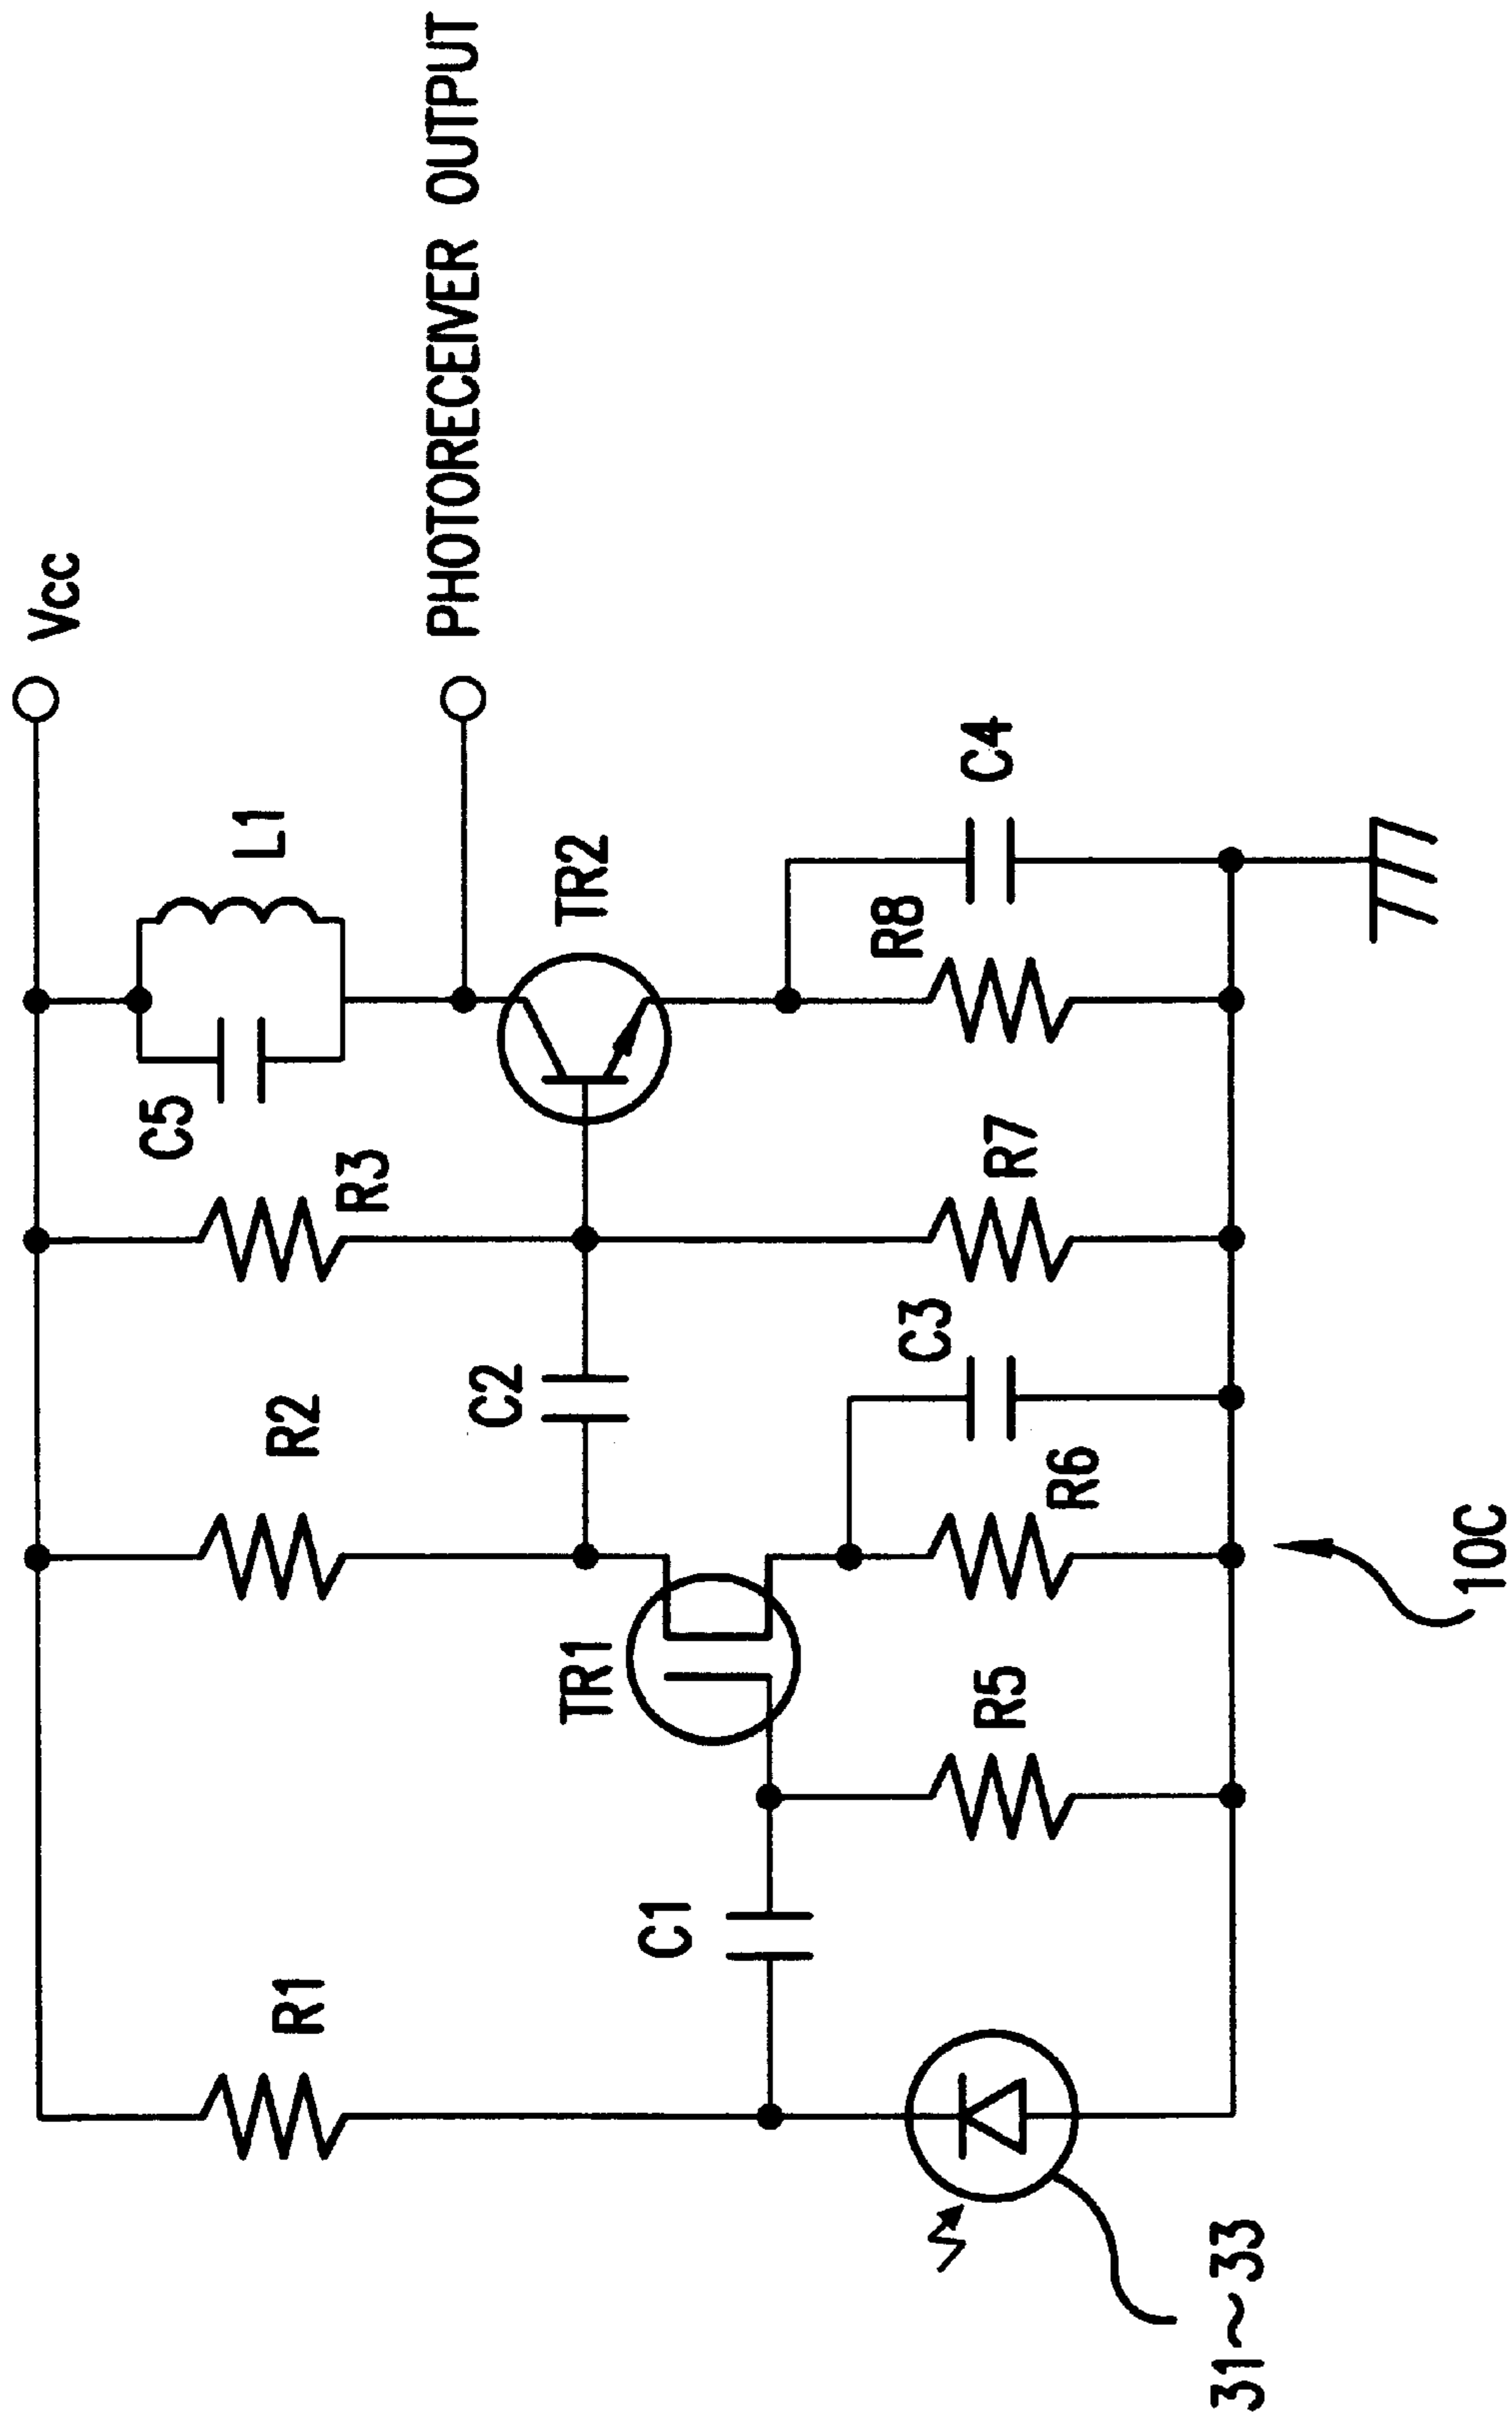 Vcc
PHOTORECEIVER OUTPUT
L1
C5
R3
R2
R1
TR2
C2
TR1
C1
C4
R8
R7
C3
R6
R5
31~33
10C